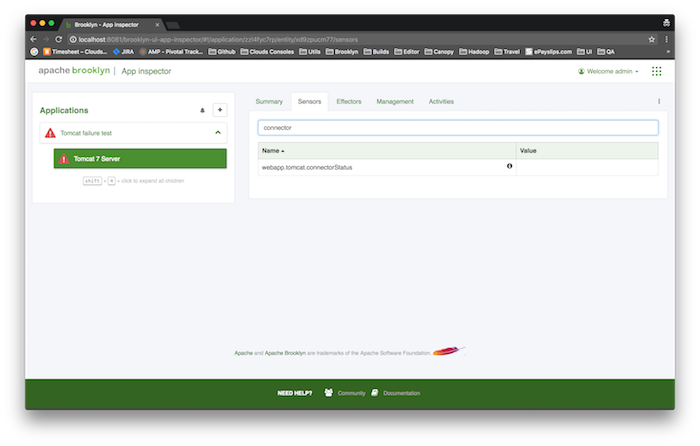 Brooklyn - App inspector
localhost:8081/brooklyn-ui-app-inspector/#!/application/zzl4fyc7rp/entity/xd9zpucm77/sensors
Timesheet – Clouds... JIRA AMP - Pivotal Track... Github Clouds Consoles Utils Brooklyn Builds Editor Canopy Hadoop Travel ePayslips.com UI QA
apache brooklyn | App inspector
Welcome admin
Applications
+
Tomcat failure test
Tomcat 7 Server
shift + + click to expand all children
Summary Sensors Effectors Management Activities
connector
Name Value
webapp.tomcat.connectorStatus
Apache and Apache Brooklyn are trademarks of the Apache Software Foundation.
NEED HELP? Community Documentation